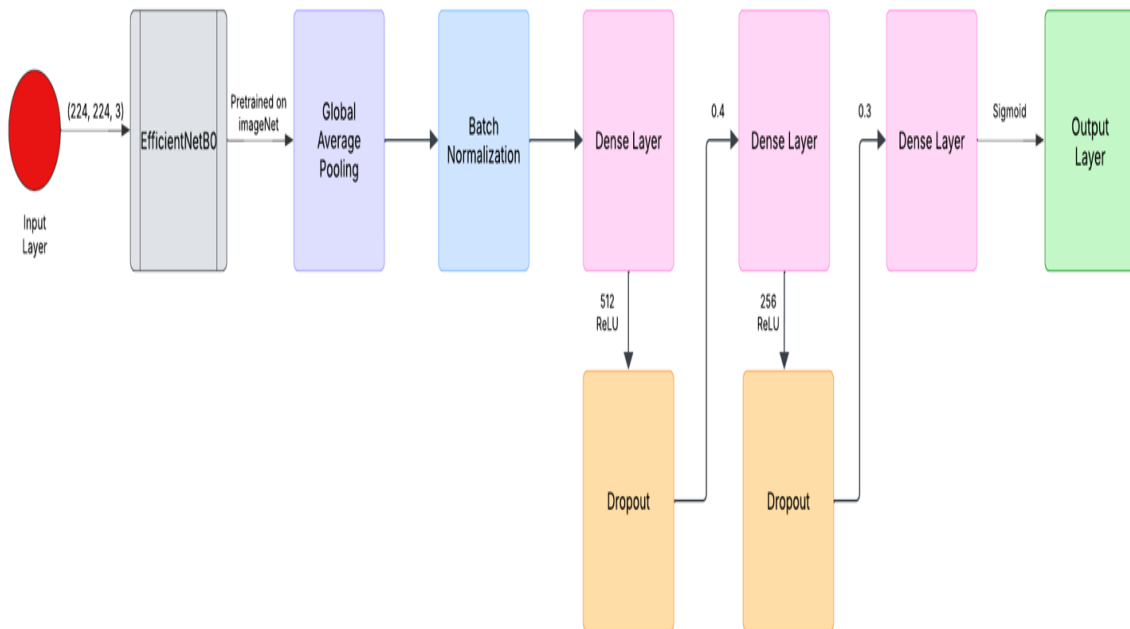 Input
Layer
(224, 224, 3)
EfficientNetB0
Pretrained on
imageNet
Global
Average
Pooling
Batch
Normalization
Dense Layer
512
ReLU
Dropout
0.4
Dense Layer
256
ReLU
Dropout
0.3
Dense Layer
Sigmoid
Output
Layer